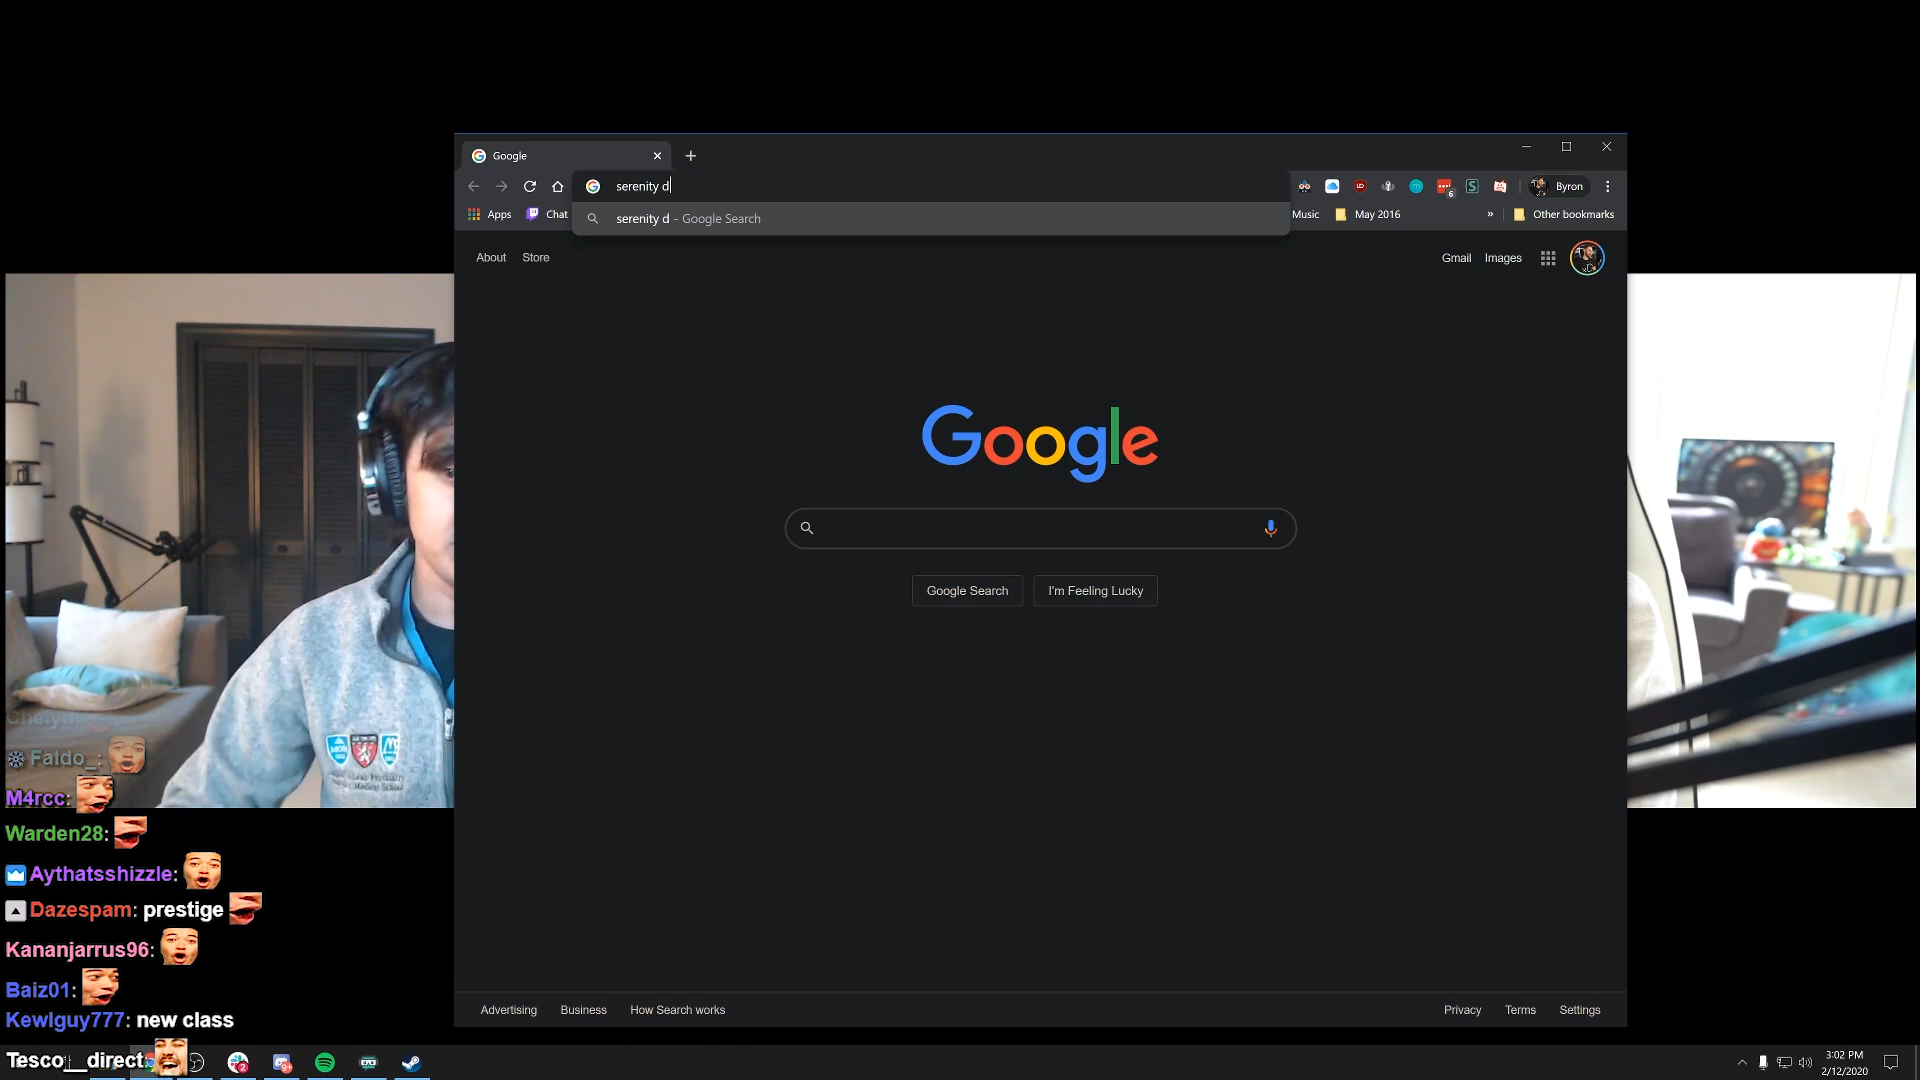 Google
serenity d
Byron
Apps
Chat
serenity d - Google Search
Music
May 2016
»
Other bookmarks
6
About
Store
Gmail
Images
Google
Google Search
I'm Feeling Lucky
Faldo_:
M4rcc:
Warden28:
Aythatsshizzle:
Dazespam: prestige
Kananjarrus96:
Baiz01:
Kewlguy777: new class
Tesco__direct:
Advertising
Business
How Search works
Privacy
Terms
Settings
3:02 PM
2/12/2020